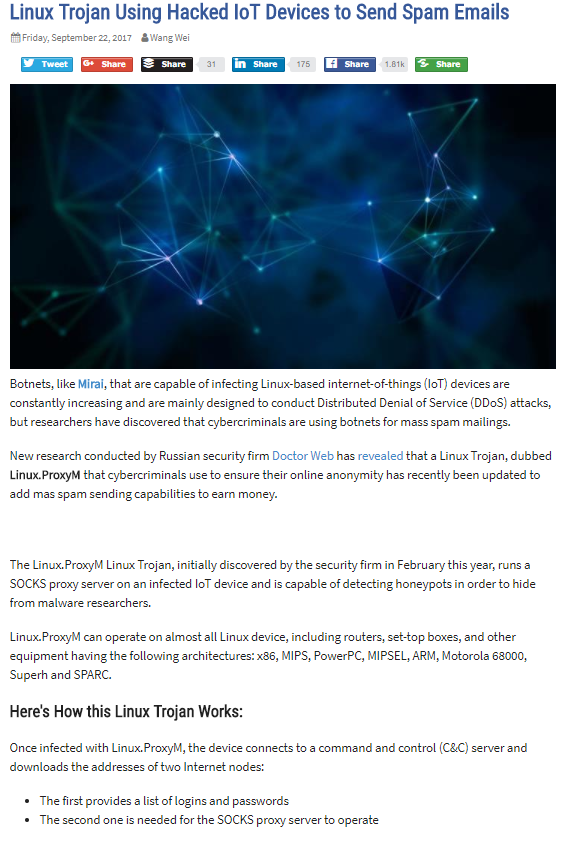 Linux Trojan Using Hacked IoT Devices to Send Spam Emails
Friday, September 22, 2017 Wang Wei
Tweet Share Share 31 Share 175 Share 1.81k Share
Botnets, like Mirai, that are capable of infecting Linux-based internet-of-things (IoT) devices are
constantly increasing and are mainly designed to conduct Distributed Denial of Service (DDoS) attacks,
but researchers have discovered that cybercriminals are using botnets for mass spam mailings.
New research conducted by Russian security firm Doctor Web has revealed that a Linux Trojan, dubbed
Linux.ProxyM that cybercriminals use to ensure their online anonymity has recently been updated to
add mas spam sending capabilities to earn money.
The Linux.ProxyM Linux Trojan, initially discovered by the security firm in February this year, runs a
SOCKS proxy server on an infected IoT device and is capable of detecting honeypots in order to hide
from malware researchers.
Linux.ProxyM can operate on almost all Linux device, including routers, set-top boxes, and other
equipment having the following architectures: x86, MIPS, PowerPC, MIPSEL, ARM, Motorola 68000,
Superh and SPARC.
Here's How this Linux Trojan Works:
Once infected with Linux.ProxyM, the device connects to a command and control (C&C) server and
downloads the addresses of two Internet nodes:
• The first provides a list of logins and passwords
• The second one is needed for the SOCKS proxy server to operate